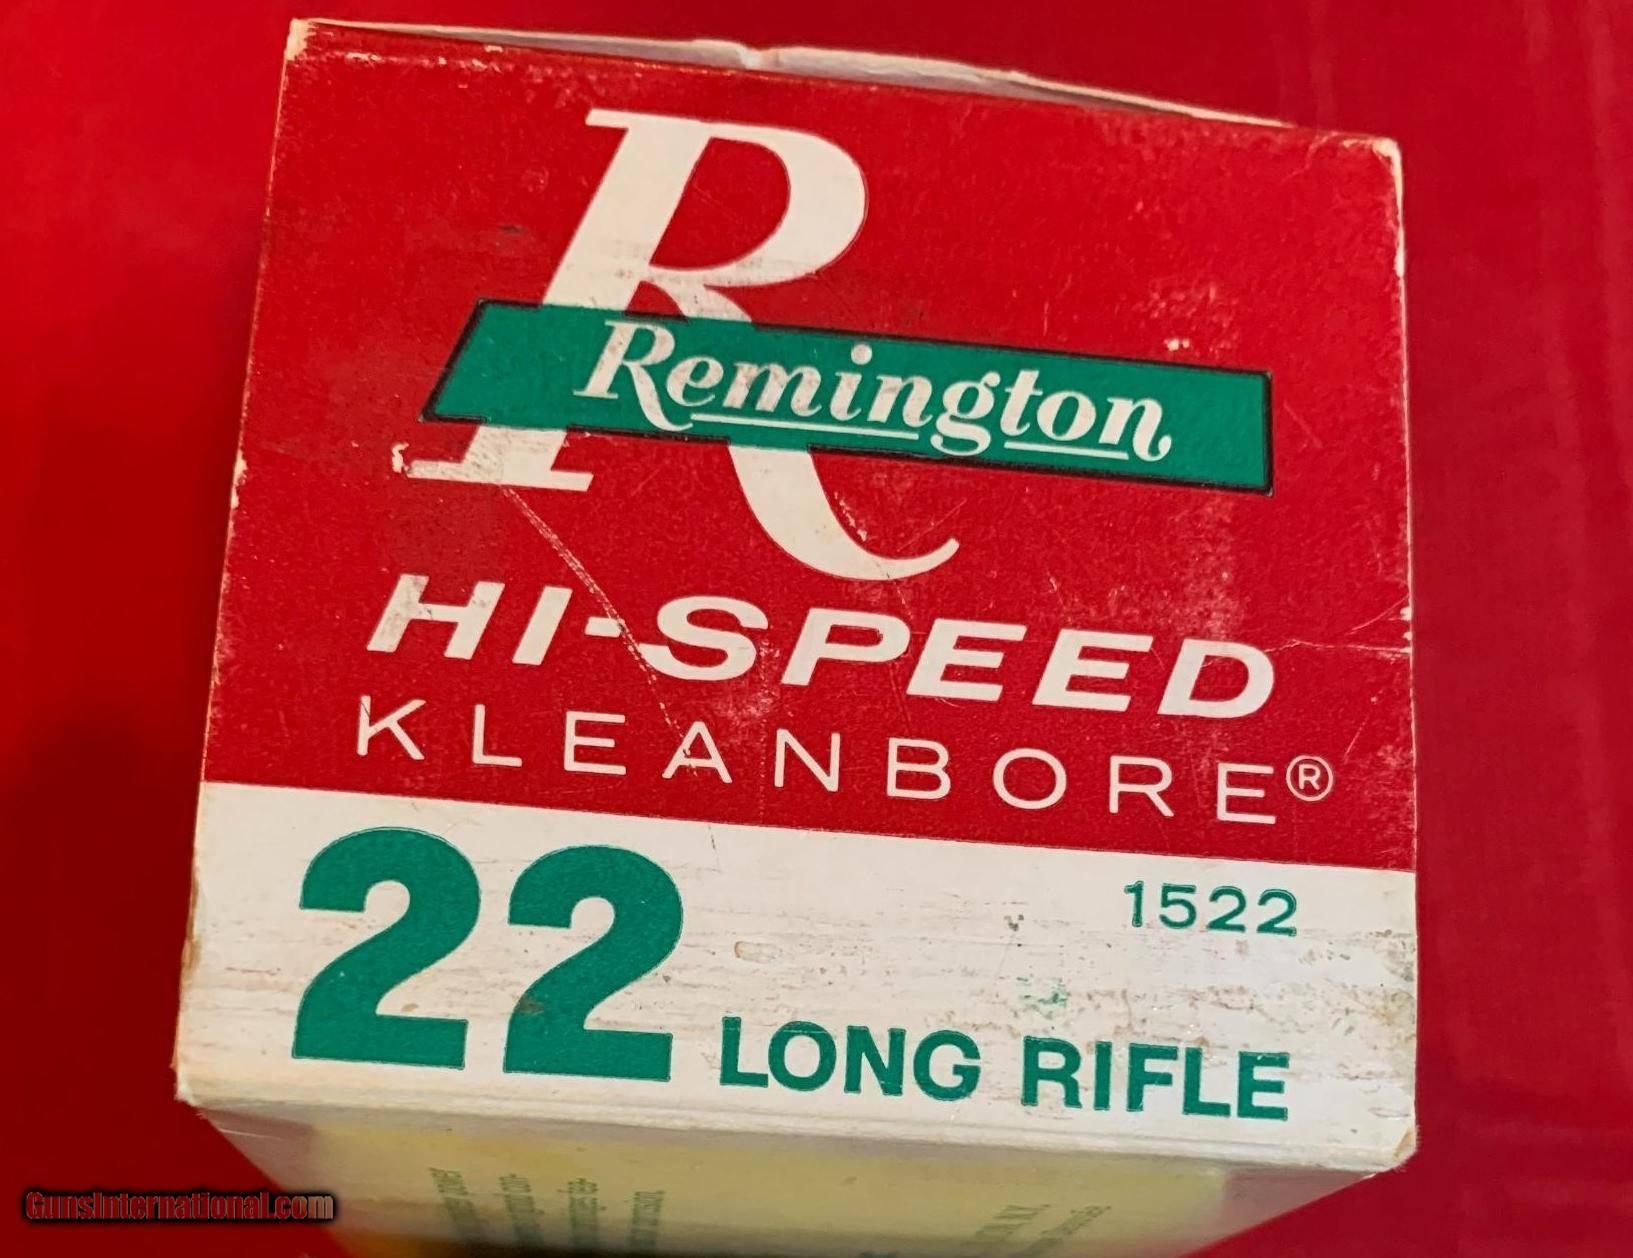 R
Remington
HI-SPEED
KLEANBORE®
1522
22 LONG RIFLE
GunsInternational.com